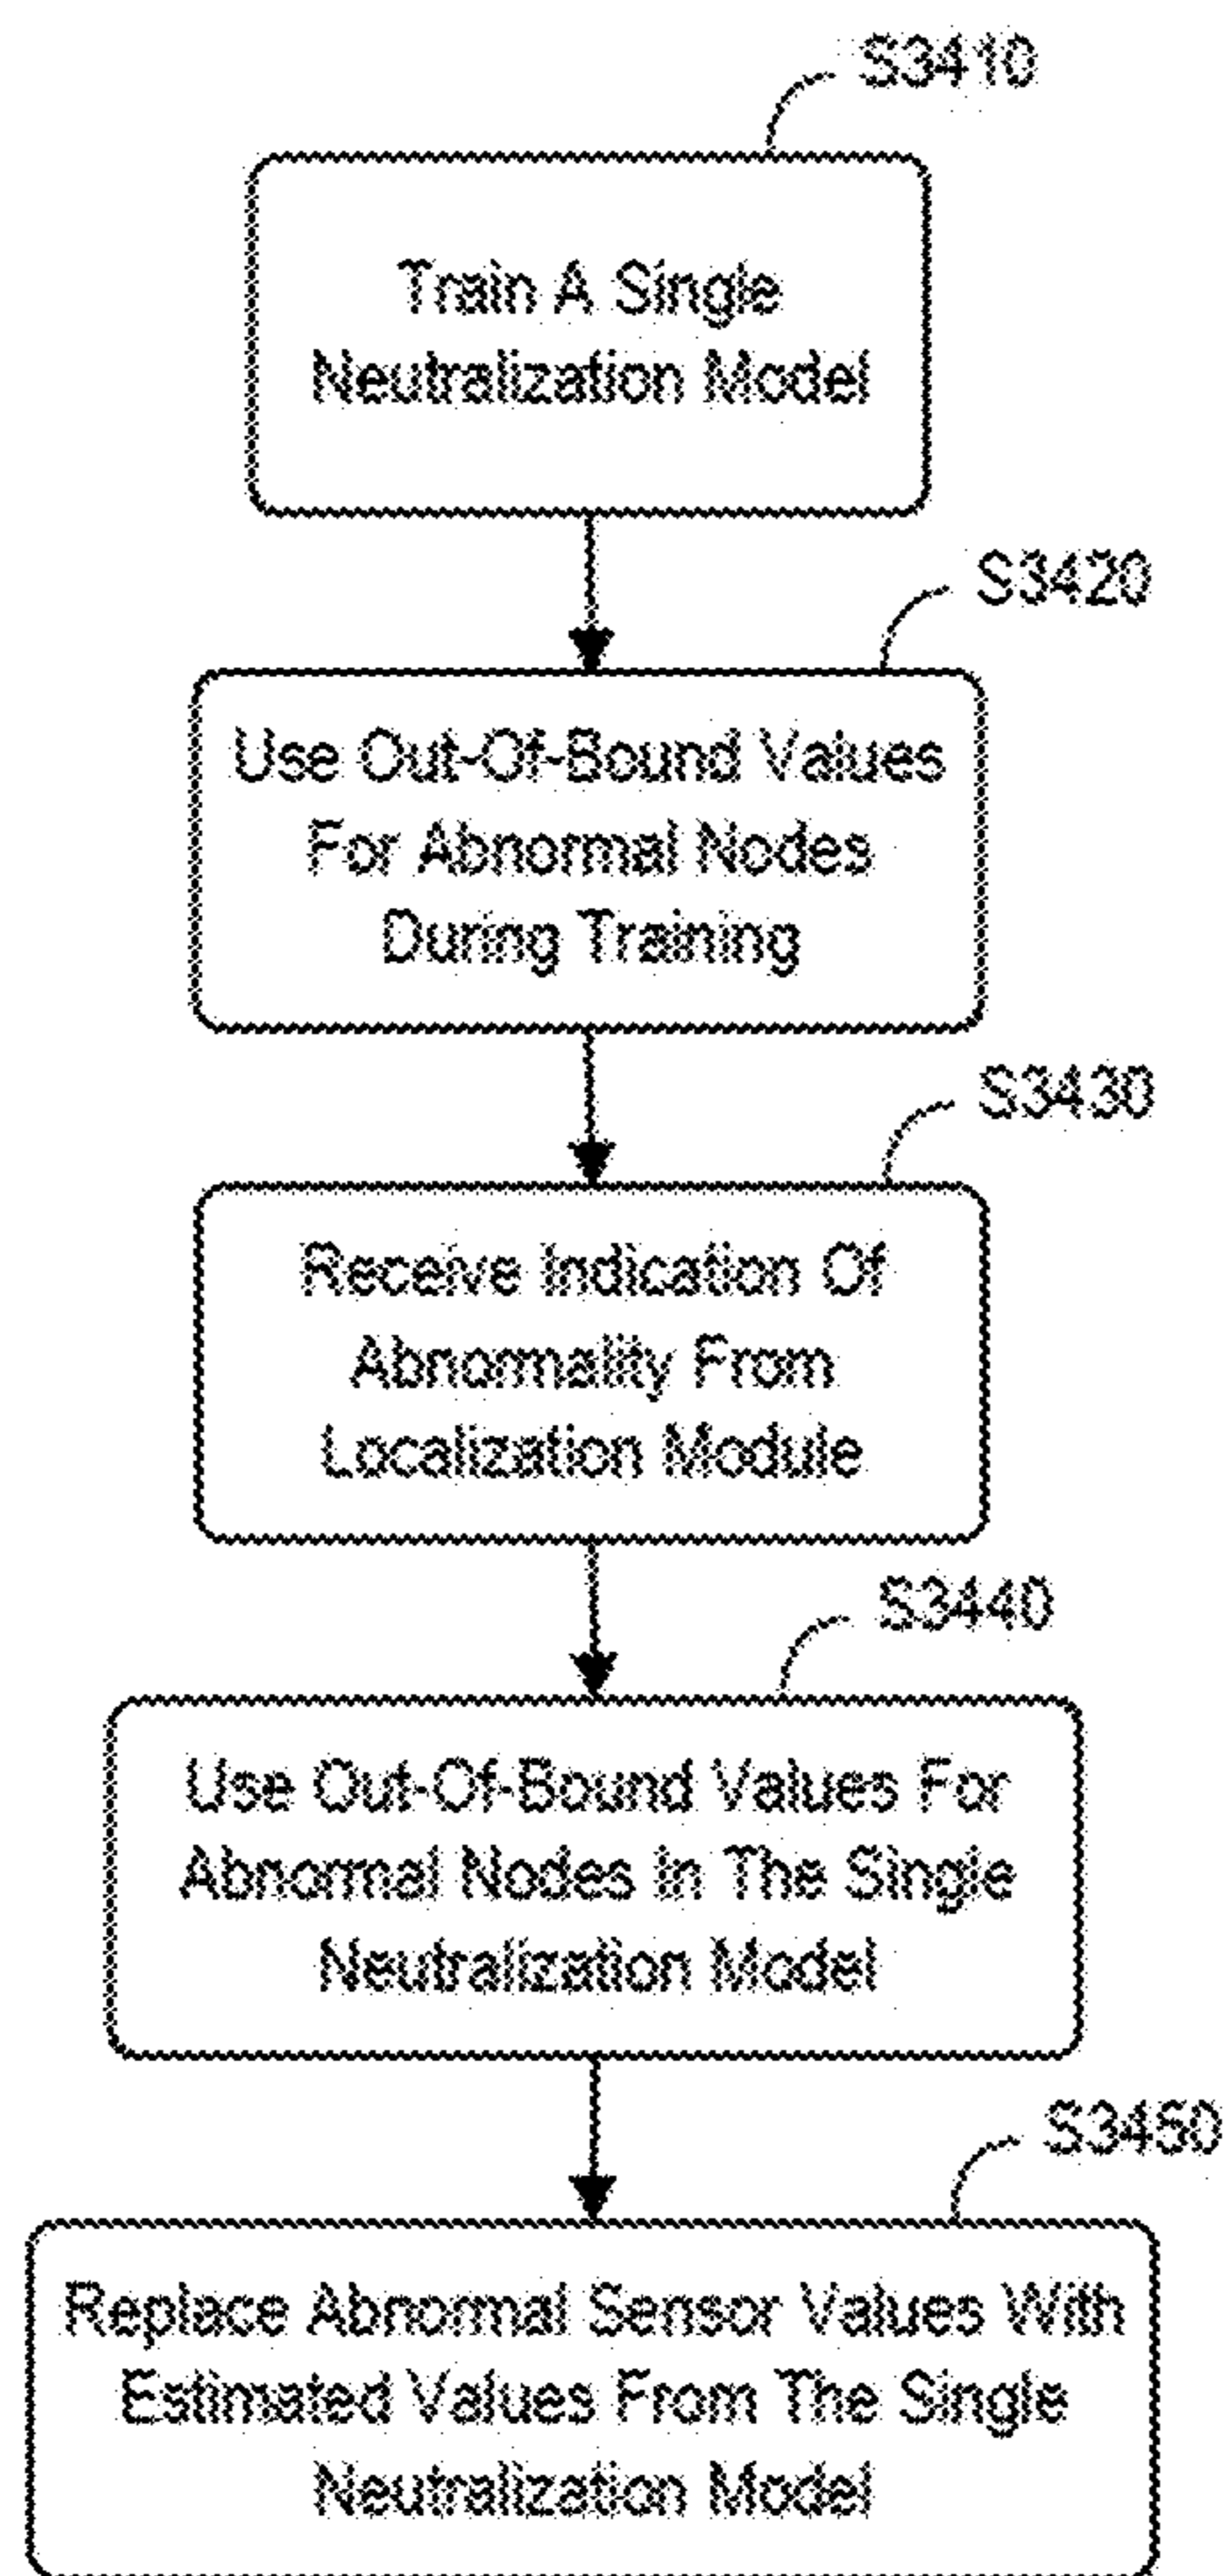 S3410
Train A Single
Neutralization Model
S3420
Use Out-Of-Bound Values
For Abnormal Nodes
During Training
S3430
Receive Indication Of
Abnormality From
Localization Module
S3440
Use Out-Of-Bound Values For
Abnormal Nodes In The Single
Neutralization Model
S3450
Replace Abnormal Sensor Values With
Estimated Values From The Single
Neutralization Model